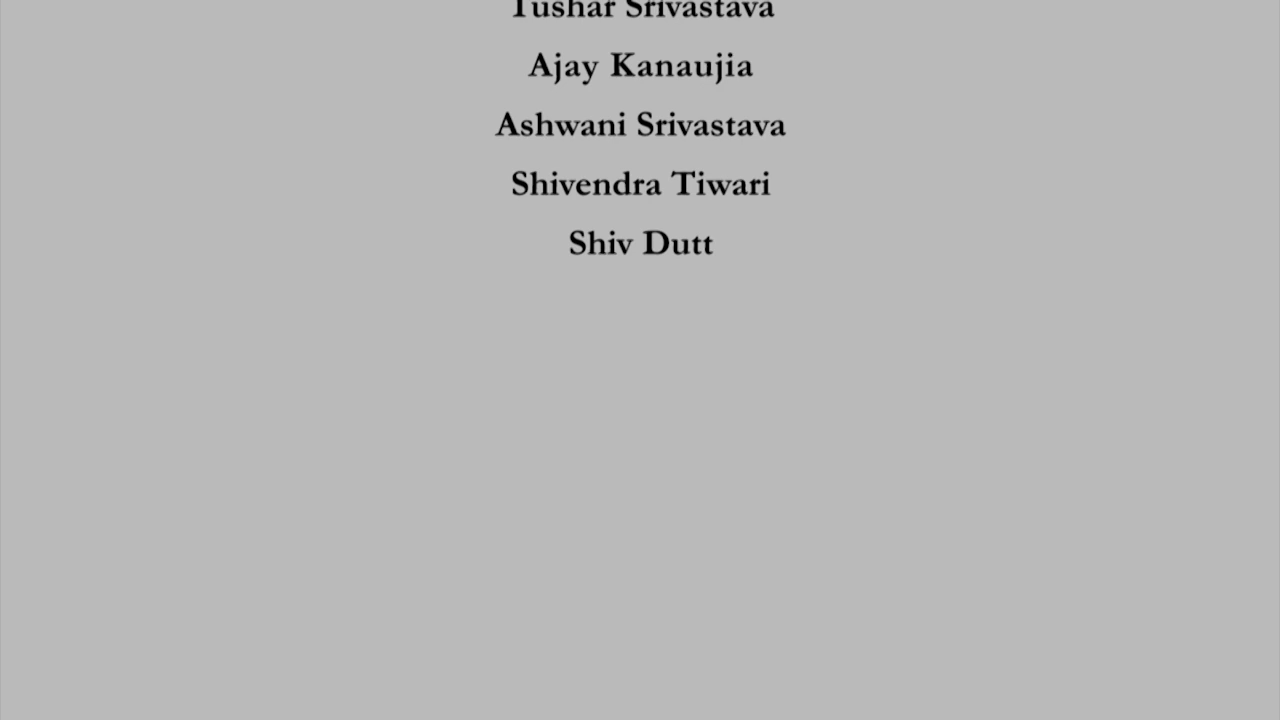 Tushar Srivastava
Ajay Kanaujia
Ashwani Srivastava
Shivendra Tiwari
Shiv Dutt